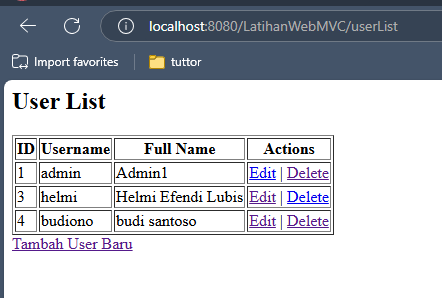 localhost:8080/LatihanWebMVC/userList
Import favorites tuttor
User List
ID Username Full Name Actions
1 admin Admin1 Edit | Delete
3 helmi Helmi Efendi Lubis Edit | Delete
4 budiono budi santoso Edit | Delete
Tambah User Baru